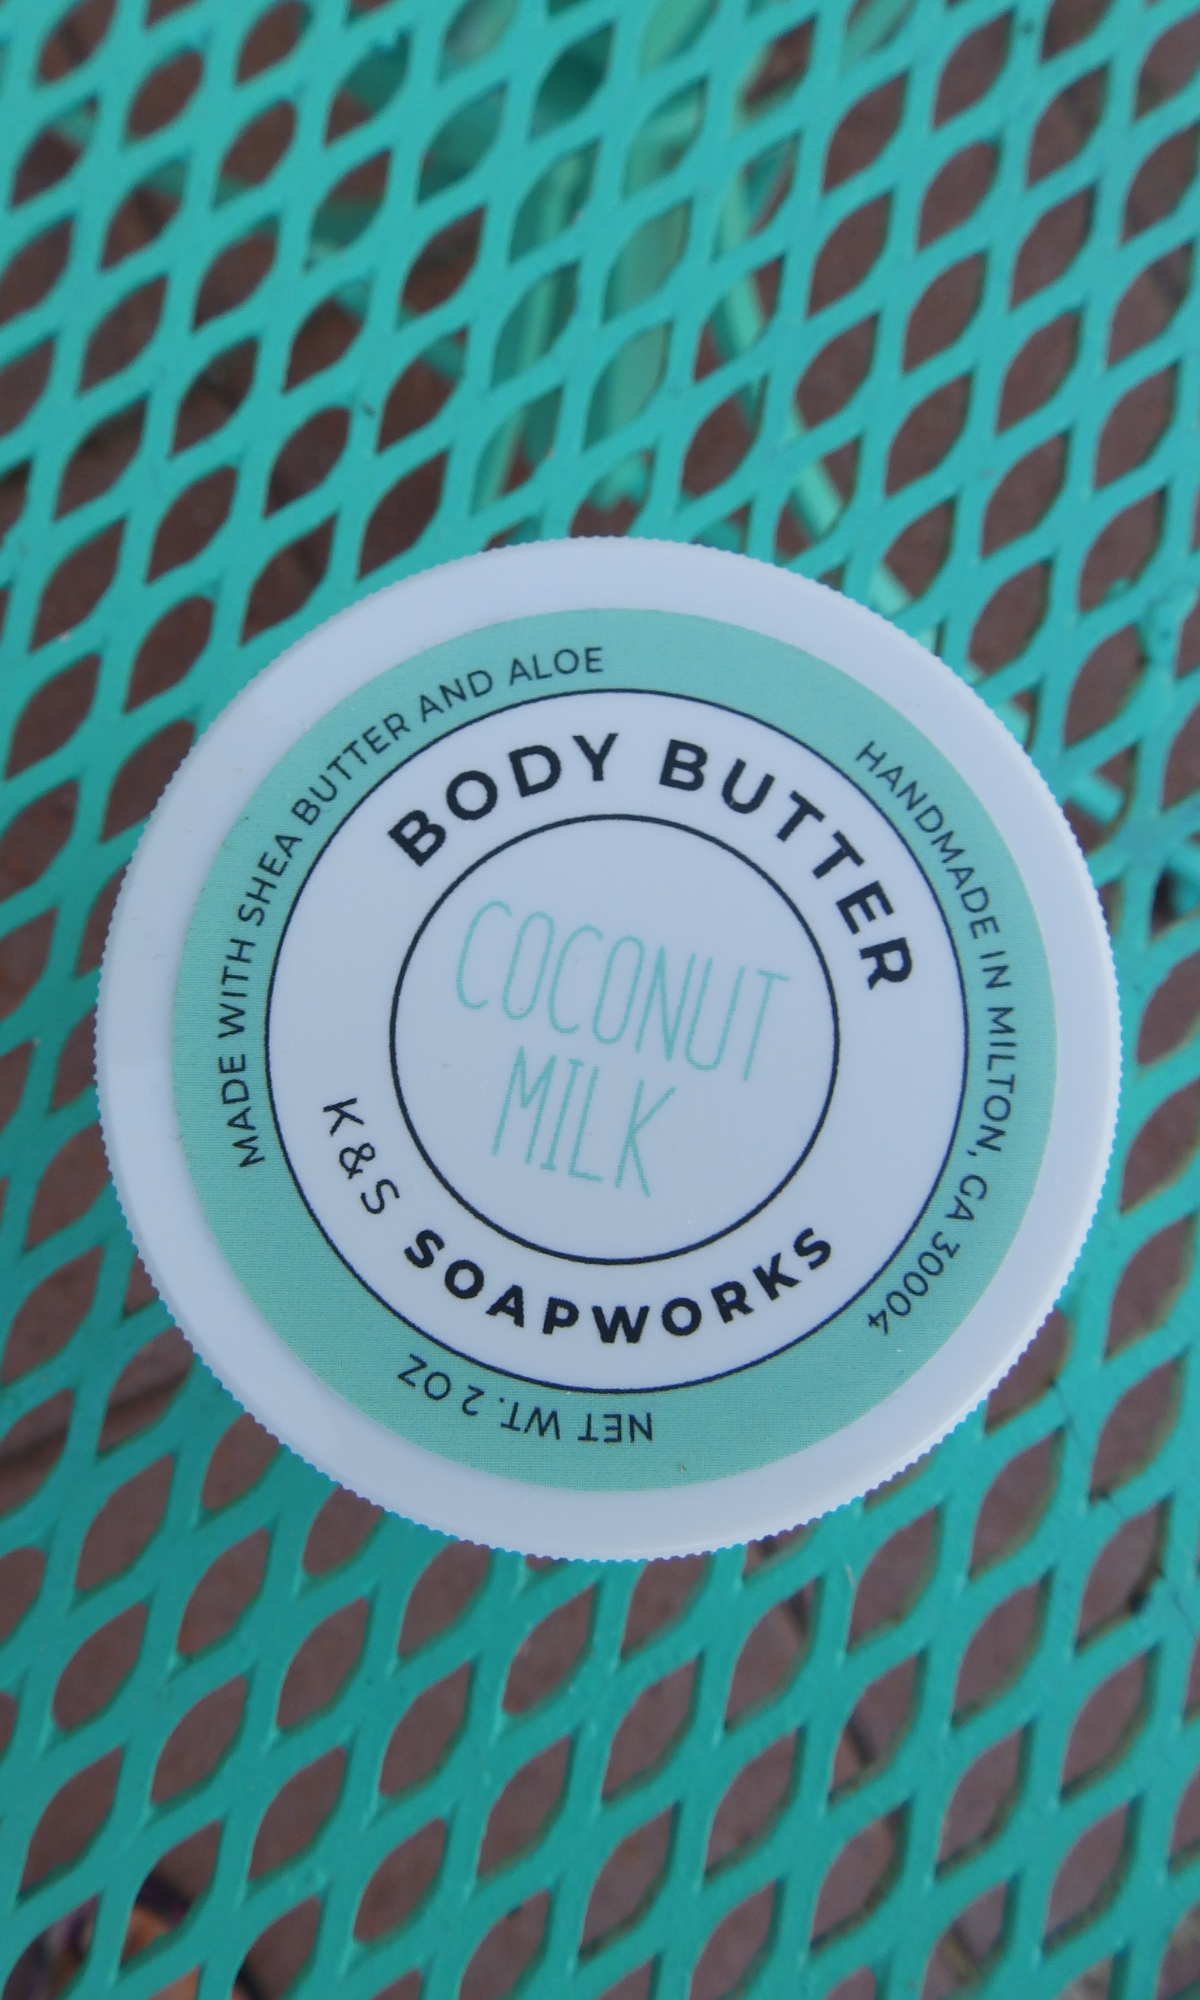 MADE WITH SHEA BUTTER AND ALOE
HANDMADE IN MILTON, GA 30004
NET WT. 2 OZ
BODY BUTTER
COCONUT
MILK
K&S SOAPWORKS